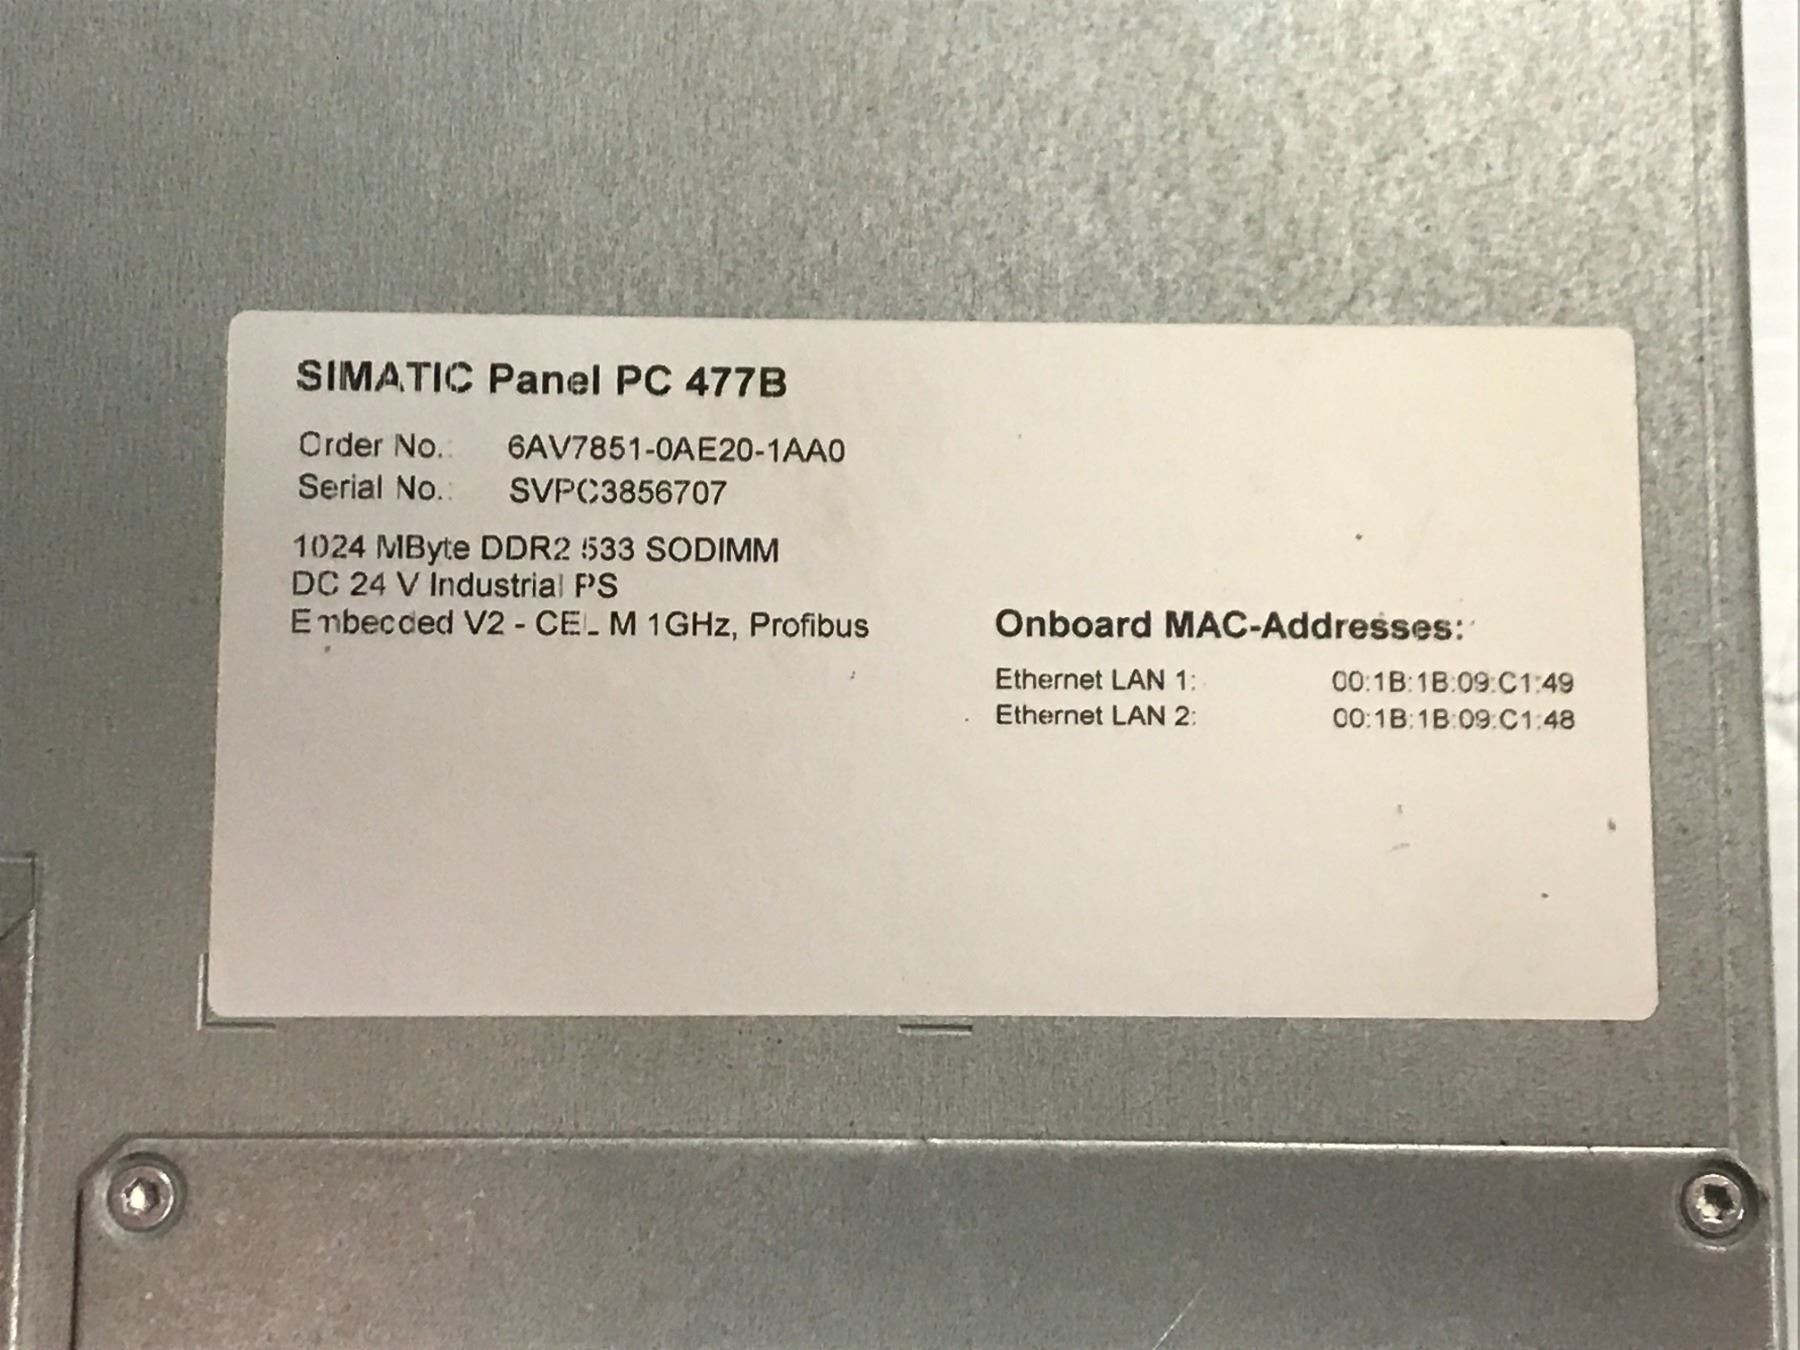 SIMATIC Panel PC 477B
Order No.: 6AV7851-0AE20-1AA0
Serial No.: SVPC3856707
1024 MByte DDR2 533 SODIMM
DC 24 V Industrial PS
Embedded V2 - CEL M 1GHz, Profibus
Onboard MAC-Addresses:
Ethernet LAN 1: 00:1B:1B:09:C1:49
Ethernet LAN 2: 00:1B:1B:09:C1:48